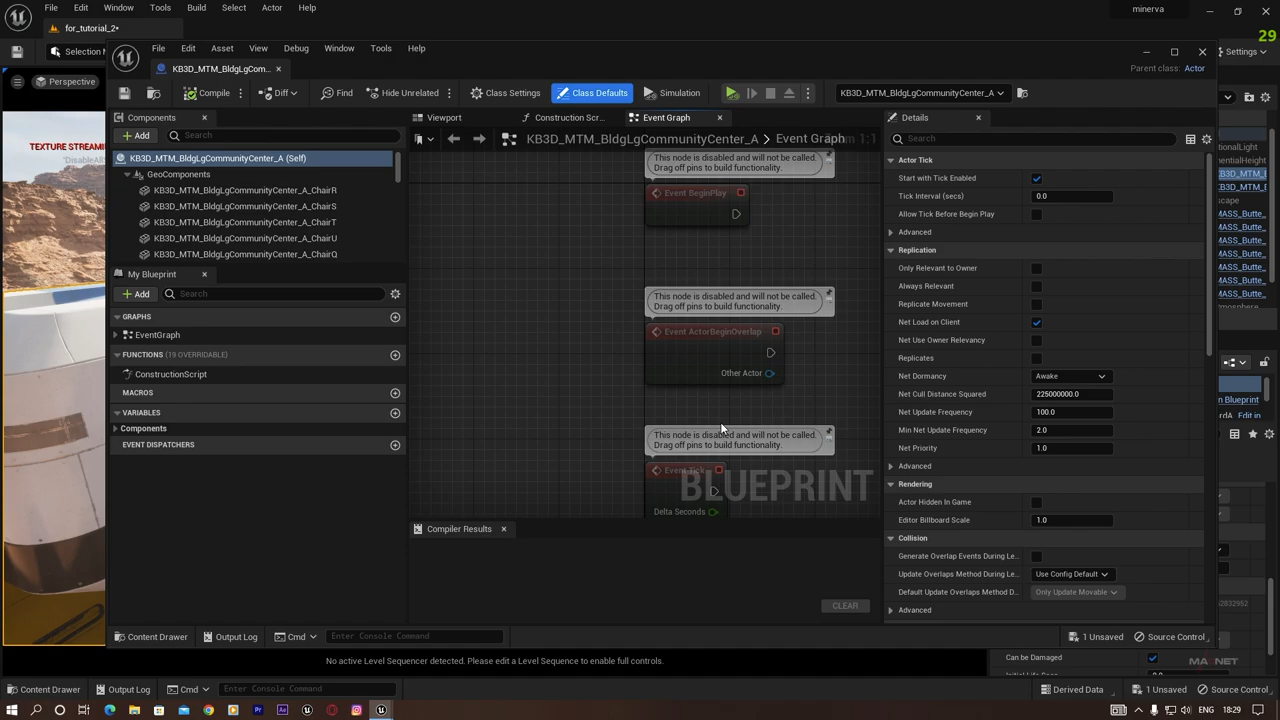 File Edit Window Tools Build Select Actor Help
minerva
29
for_tutorial_2*
Settings
Selection M
File Edit Asset View Debug Window Tools Help
Perspective
KB3D_MTM_BldgLgCom...
Parent class: Actor
Compile Diff Find Hide Unrelated Class Settings Class Defaults Simulation KB3D_MTM_BldgLgCommunityCenter_A
Components
Viewport Construction Scr... Event Graph
Details
Add Search
KB3D_MTM_BldgLgCommunityCenter_A > Event Graph
Search
TEXTURE STREAMI
"DisableAllS
KB3D_MTM_BldgLgCommunityCenter_A (Self)
GeoComponents
KB3D_MTM_BldgLgCommunityCenter_A_ChairR
KB3D_MTM_BldgLgCommunityCenter_A_ChairS
KB3D_MTM_BldgLgCommunityCenter_A_ChairT
KB3D_MTM_BldgLgCommunityCenter_A_ChairU
KB3D_MTM_BldgLgCommunityCenter_A_ChairQ
My Blueprint
Add Search
GRAPHS
EventGraph
FUNCTIONS (19 OVERRIDABLE)
ConstructionScript
MACROS
VARIABLES
Components
EVENT DISPATCHERS
This node is disabled and will not be called.
Drag off pins to build functionality.
Event BeginPlay
This node is disabled and will not be called.
Drag off pins to build functionality.
Event ActorBeginOverlap
Other Actor
This node is disabled and will not be called.
Drag off pins to build functionality.
Event Tick
Delta Seconds
BLUEPRINT
Compiler Results
CLEAR
Actor Tick
Start with Tick Enabled
Tick Interval (secs) 0.0
Allow Tick Before Begin Play
Advanced
Replication
Only Relevant to Owner
Always Relevant
Replicate Movement
Net Load on Client
Net Use Owner Relevancy
Replicates
Net Dormancy Awake
Net Cull Distance Squared 225000000.0
Net Update Frequency 100.0
Min Net Update Frequency 2.0
Net Priority 1.0
Advanced
Rendering
Actor Hidden In Game
Editor Billboard Scale 1.0
Collision
Generate Overlap Events During Le...
Update Overlaps Method During Le... Use Config Default
Default Update Overlaps Method D... Only Update Movable
Advanced
Content Drawer Output Log Cmd Enter Console Command
1 Unsaved Source Control
No active Level Sequencer detected. Please edit a Level Sequence to enable full controls.
Can be Damaged
MAGNET
Content Drawer Output Log Cmd Enter Console Command
Derived Data 1 Unsaved Source Control
ENG 18:29